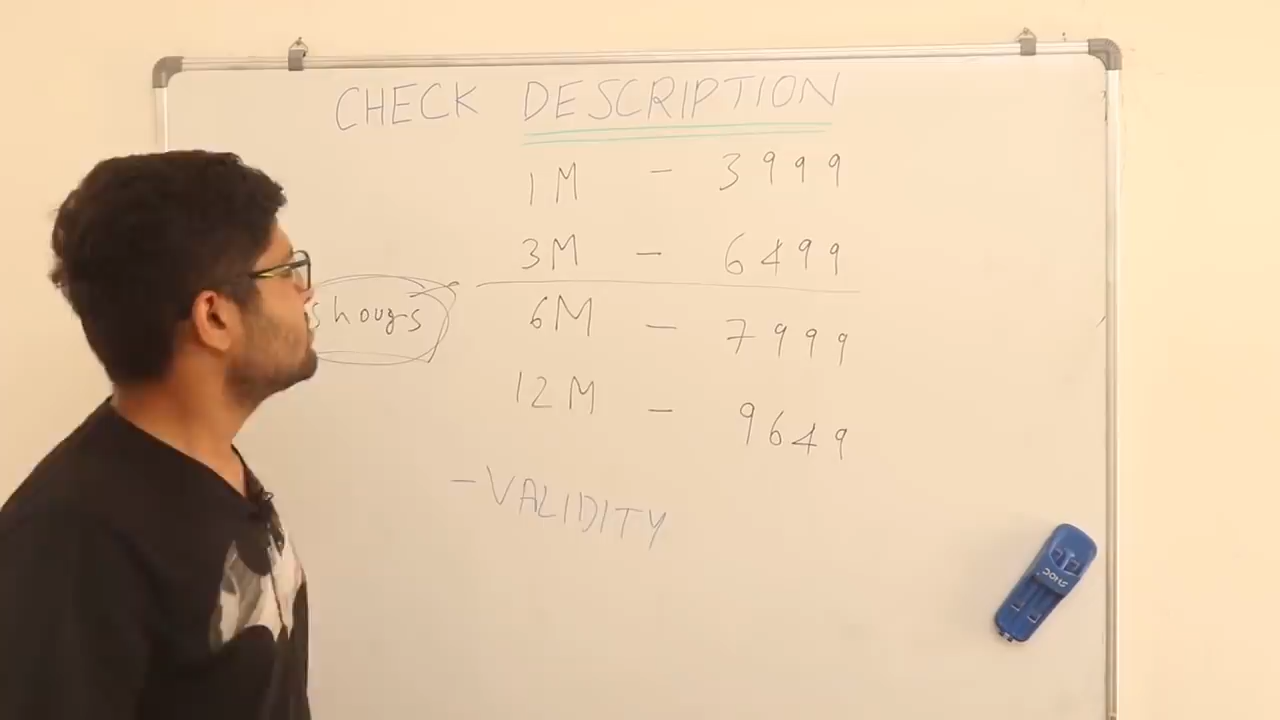 CHECK DESCRIPTION
1M - 3999
3M - 6499
hours
6M - 7999
12M - 9649
- VALIDITY